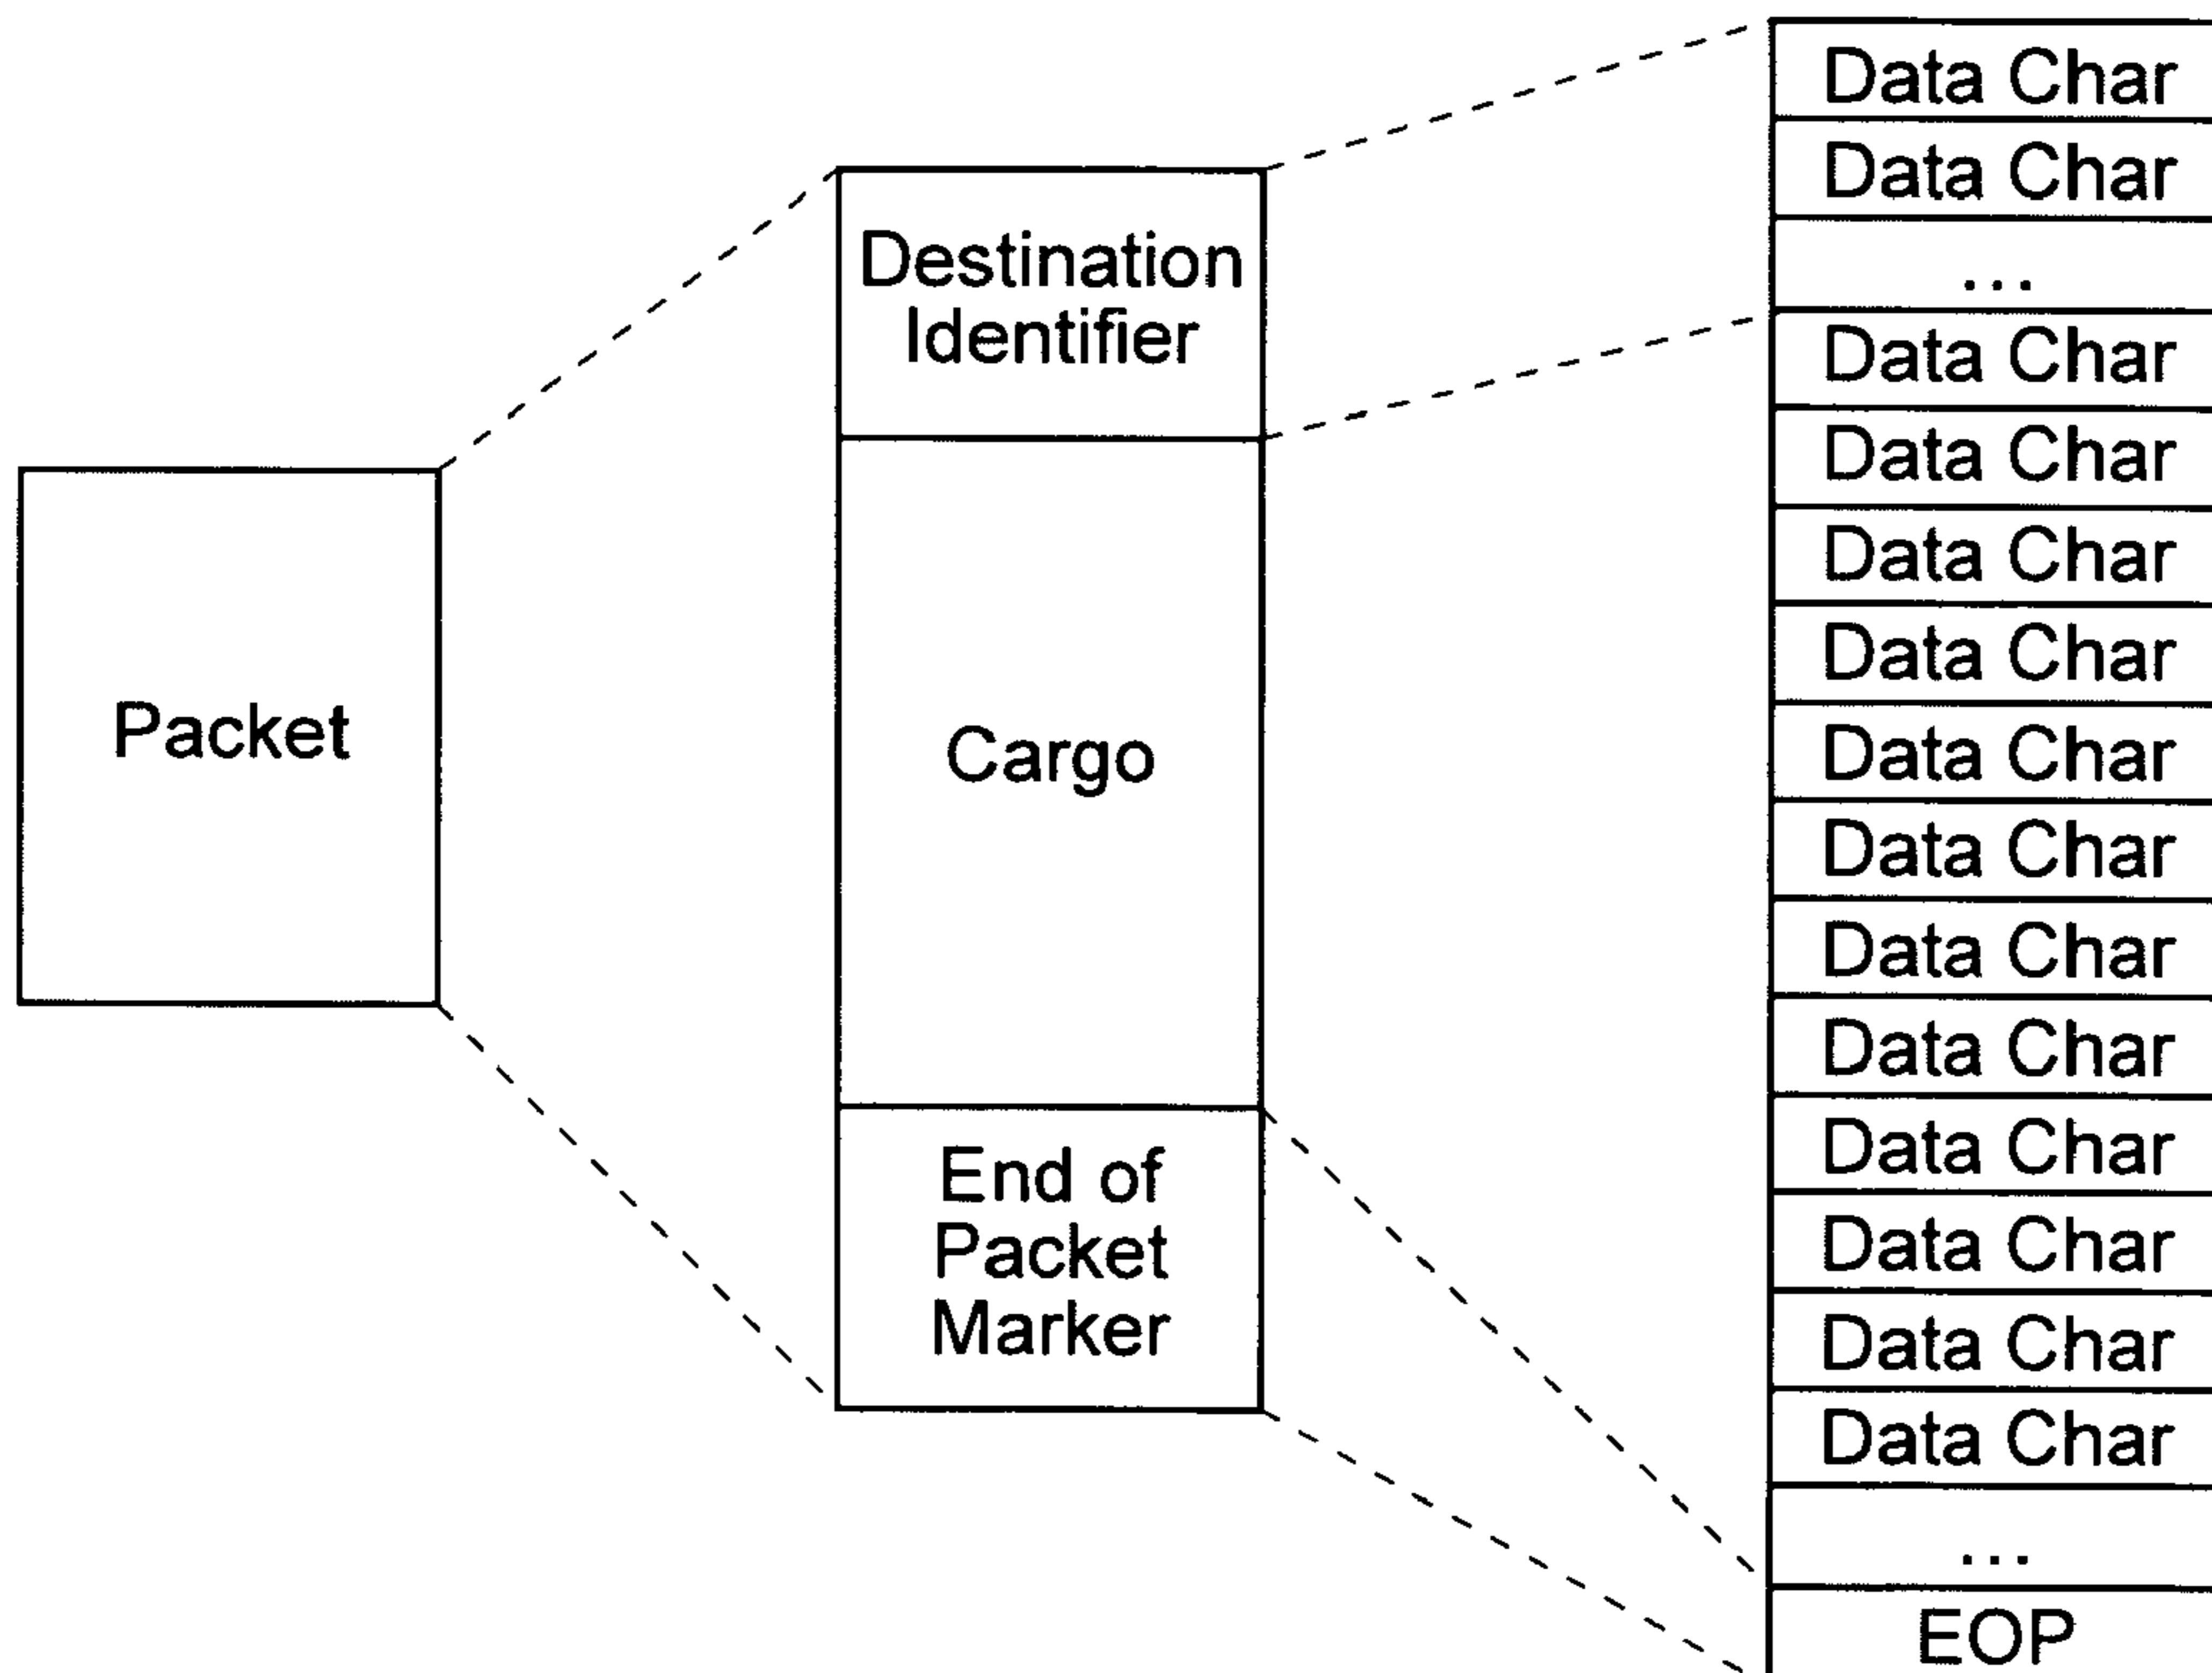 Packet
Destination
Identifier
Cargo
End of
Packet
Marker
Data Char
Data Char
...
Data Char
Data Char
Data Char
Data Char
Data Char
Data Char
Data Char
Data Char
Data Char
Data Char
Data Char
Data Char
...
EOP